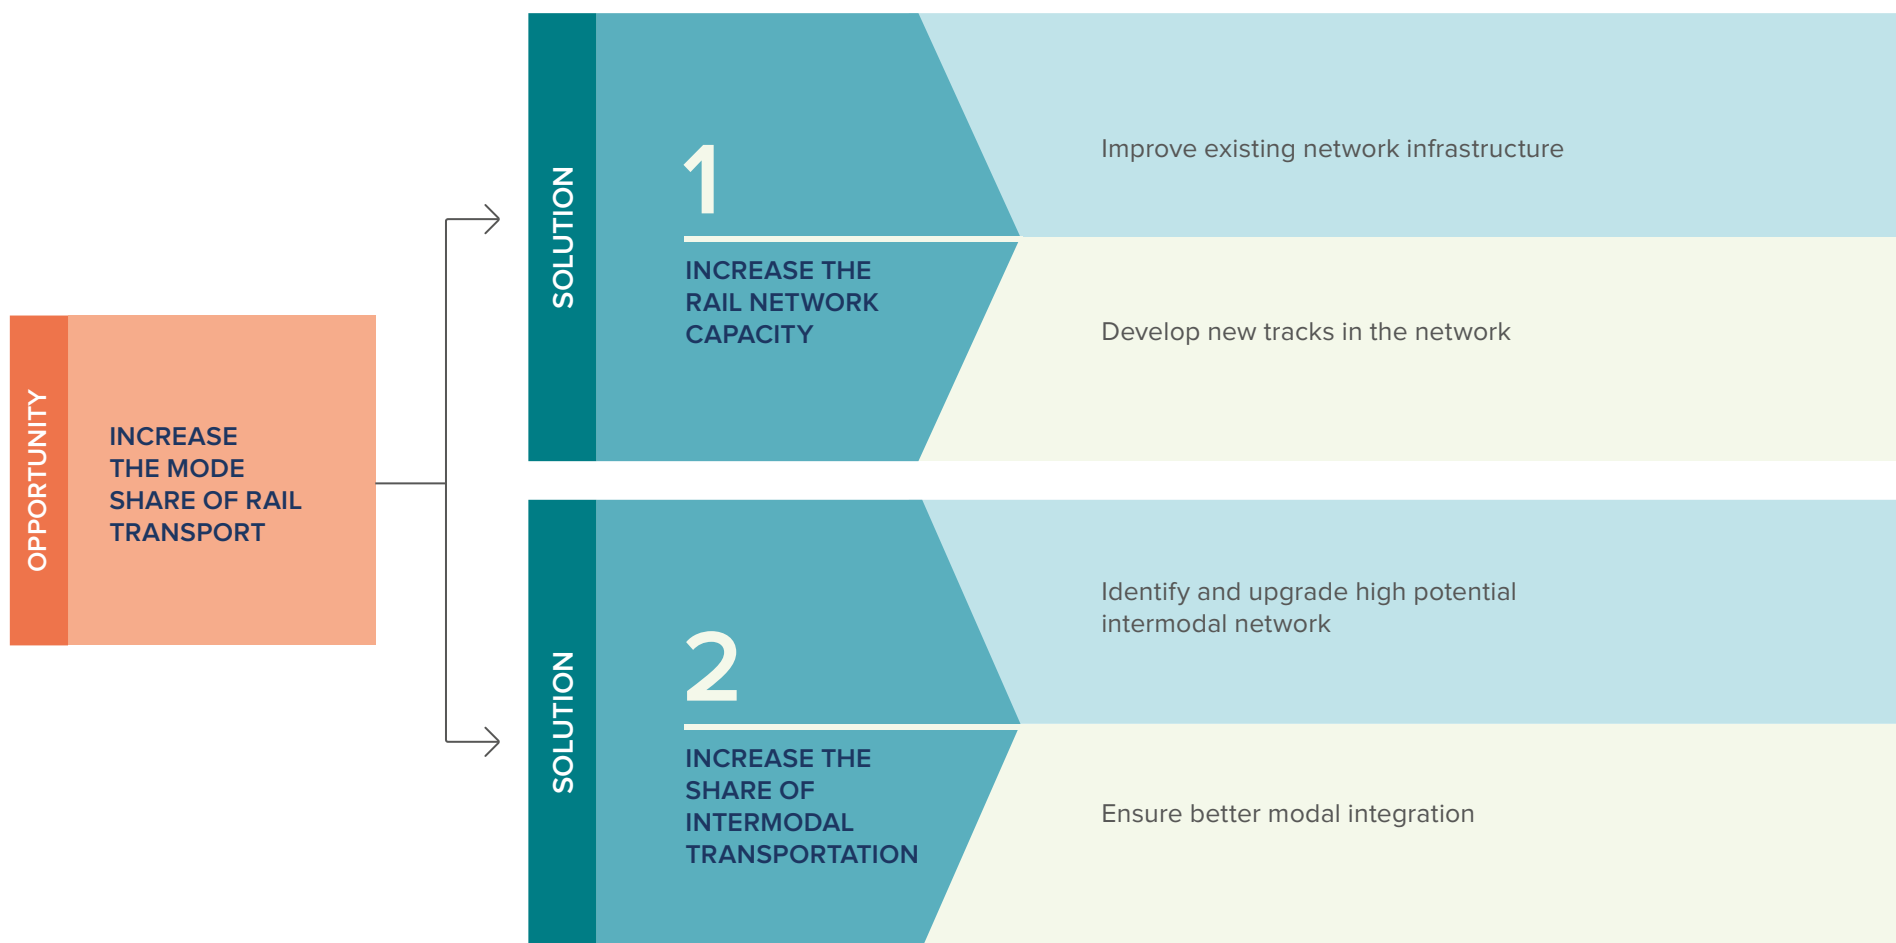 OPPORTUNITY
INCREASE
THE MODE
SHARE OF RAIL
TRANSPORT
SOLUTION
1
INCREASE THE
RAIL NETWORK
CAPACITY
Improve existing network infrastructure
Develop new tracks in the network
SOLUTION
2
INCREASE THE
SHARE OF
INTERMODAL
TRANSPORTATION
Identify and upgrade high potential
intermodal network
Ensure better modal integration